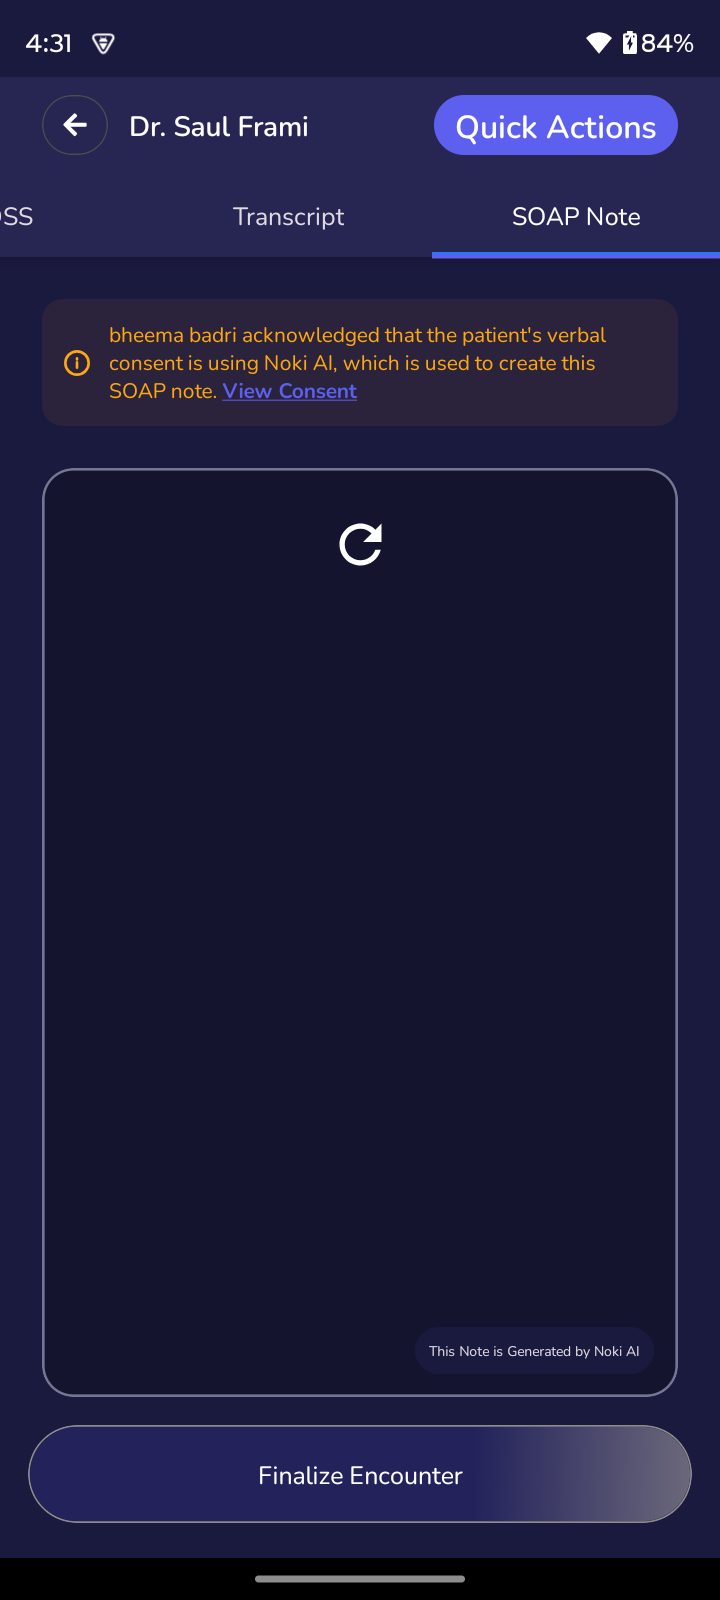 4:31
84%
Dr. Saul Frami
Quick Actions
SS
Transcript
SOAP Note
bheema badri acknowledged that the patient's verbal
consent is using Noki AI, which is used to create this
SOAP note. View Consent
This Note is Generated by Noki AI
Finalize Encounter